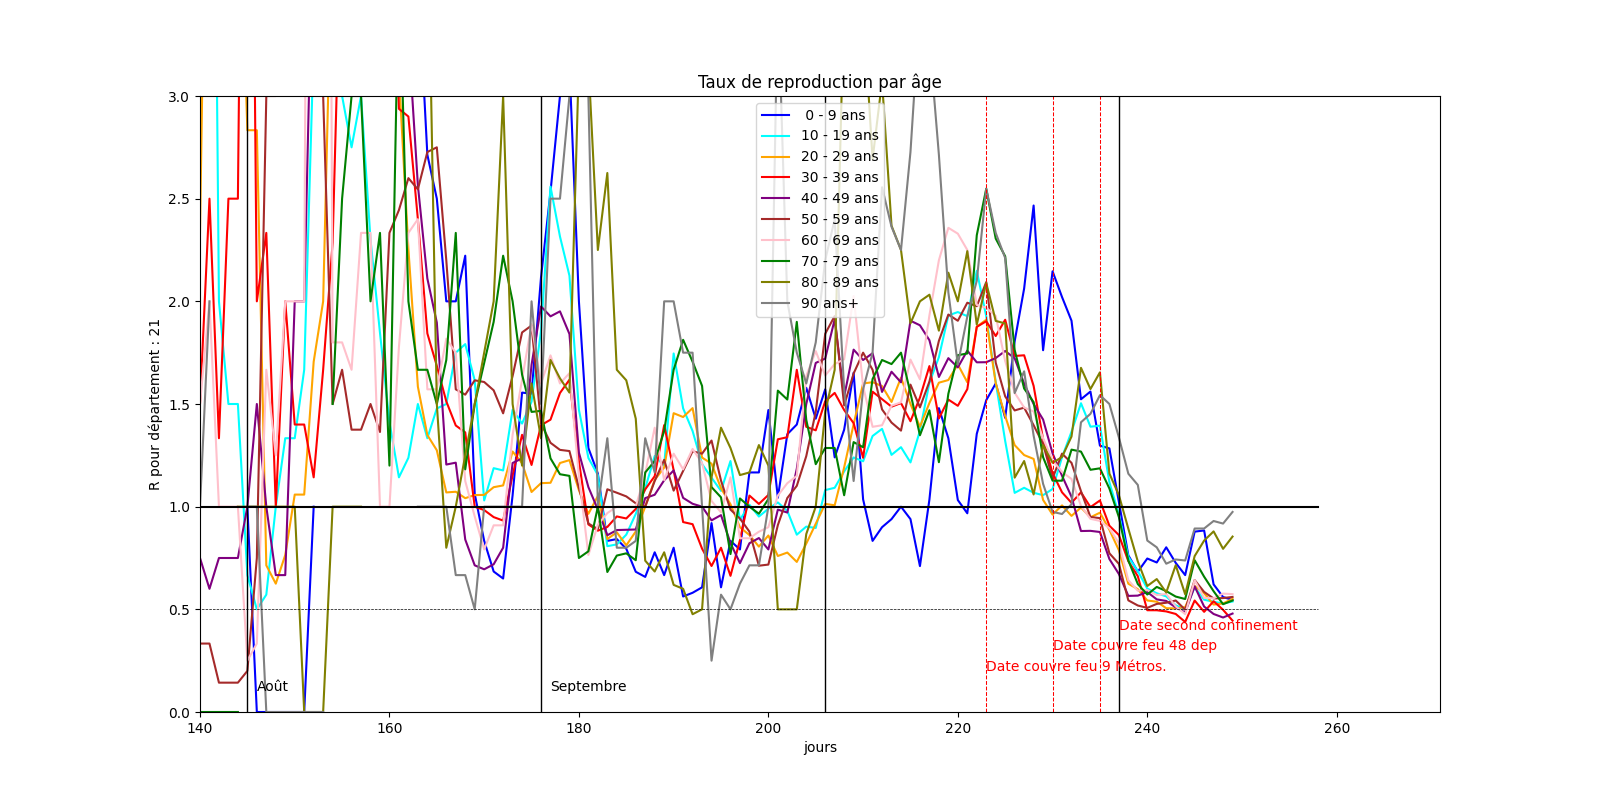 Taux de reproduction par âge
R pour département : 21
3.0
2.5
2.0
1.5
1.0
0.5
0.0
0 - 9 ans
10 - 19 ans
20 - 29 ans
30 - 39 ans
40 - 49 ans
50 - 59 ans
60 - 69 ans
70 - 79 ans
80 - 89 ans
90 ans+
Date second confinement
Date couvre feu 48 dep
Date couvre feu 9 Métros.
Août
Septembre
140 160 180 200 220 240 260
jours